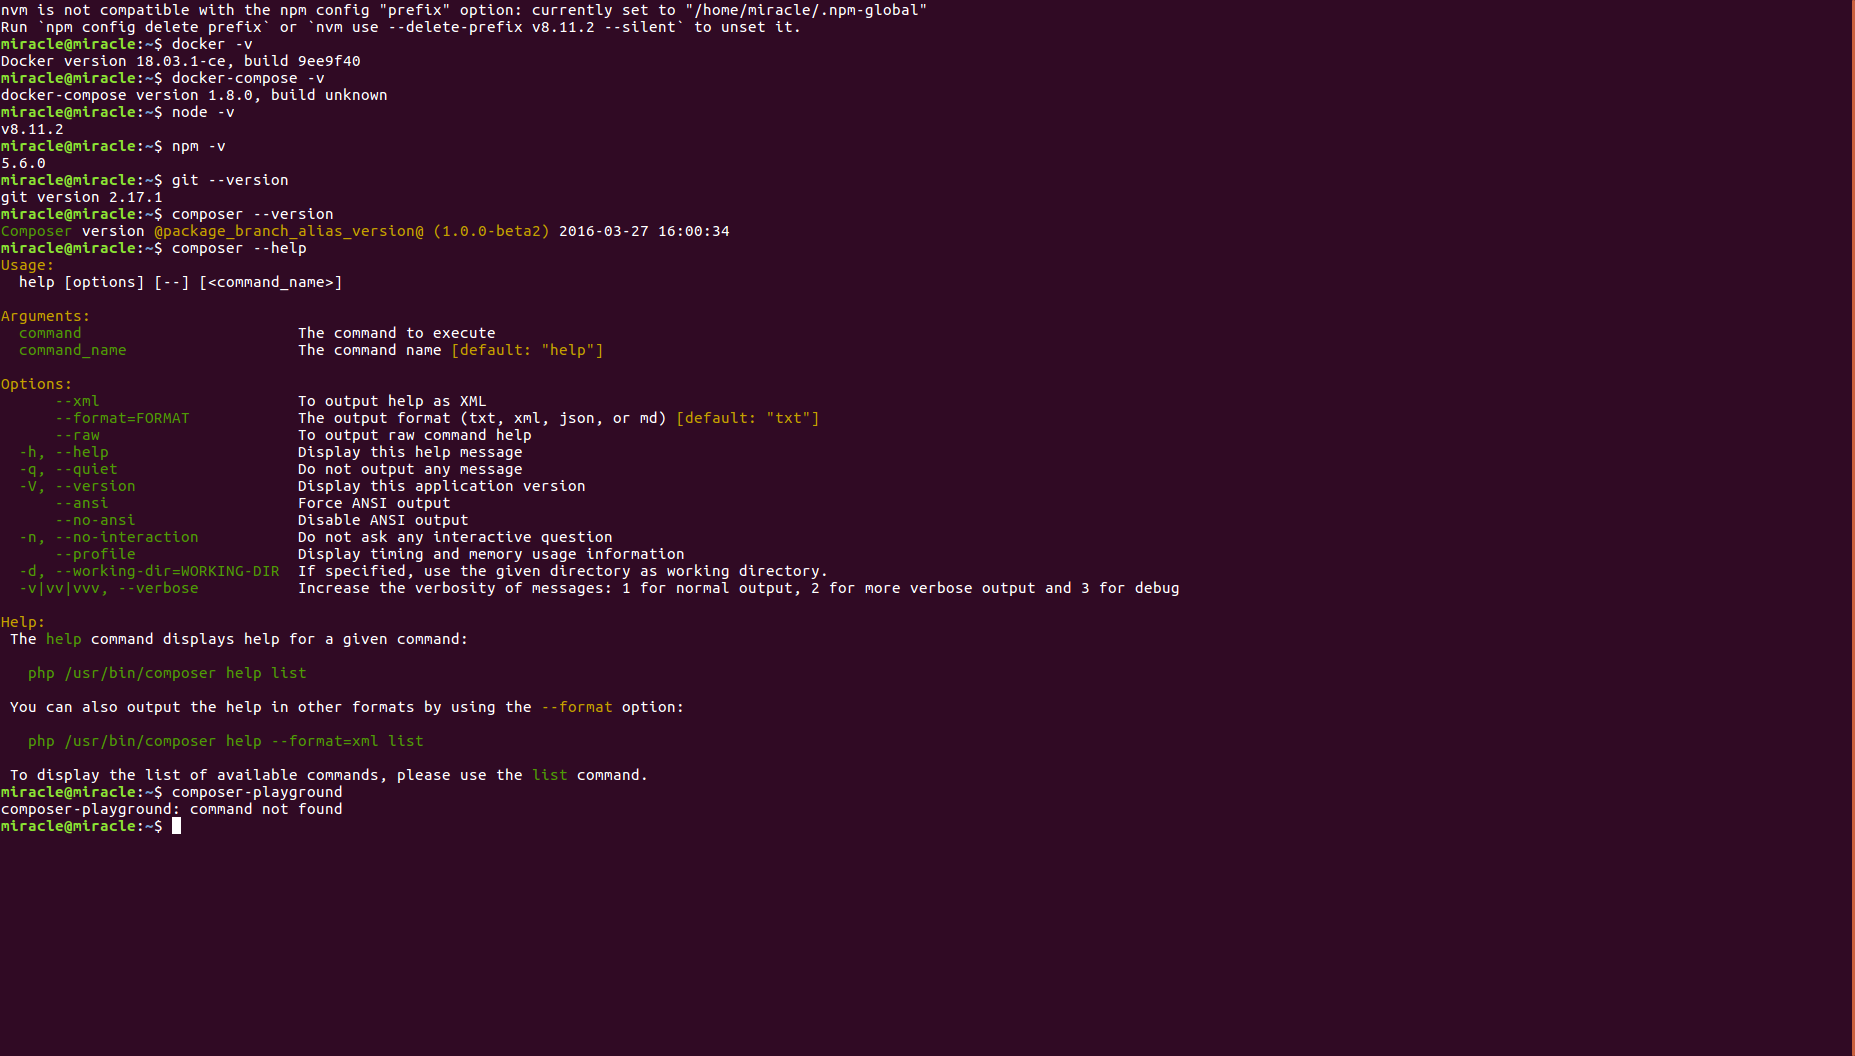 nvm is not compatible with the npm config "prefix" option: currently set to "/home/miracle/.npm-global"
Run `npm config delete prefix` or `nvm use --delete-prefix v8.11.2 --silent` to unset it.
miracle@miracle:~$ docker -v
Docker version 18.03.1-ce, build 9ee9f40
miracle@miracle:~$ docker-compose -v
docker-compose version 1.8.0, build unknown
miracle@miracle:~$ node -v
v8.11.2
miracle@miracle:~$ npm -v
5.6.0
miracle@miracle:~$ git --version
git version 2.17.1
miracle@miracle:~$ composer --version
Composer version @package_branch_alias_version@ (1.0.0-beta2) 2016-03-27 16:00:34
miracle@miracle:~$ composer --help
Usage:
  help [options] [--] [<command_name>]

Arguments:
  command                        The command to execute
  command_name                   The command name [default: "help"]

Options:
      --xml                      To output help as XML
      --format=FORMAT            The output format (txt, xml, json, or md) [default: "txt"]
      --raw                      To output raw command help
  -h, --help                     Display this help message
  -q, --quiet                    Do not output any message
  -V, --version                  Display this application version
      --ansi                     Force ANSI output
      --no-ansi                  Disable ANSI output
  -n, --no-interaction           Do not ask any interactive question
      --profile                  Display timing and memory usage information
  -d, --working-dir=WORKING-DIR  If specified, use the given directory as working directory.
  -v|vv|vvv, --verbose           Increase the verbosity of messages: 1 for normal output, 2 for more verbose output and 3 for debug

Help:
 The help command displays help for a given command:

   php /usr/bin/composer help list

 You can also output the help in other formats by using the --format option:

   php /usr/bin/composer help --format=xml list

 To display the list of available commands, please use the list command.
miracle@miracle:~$ composer-playground
composer-playground: command not found
miracle@miracle:~$